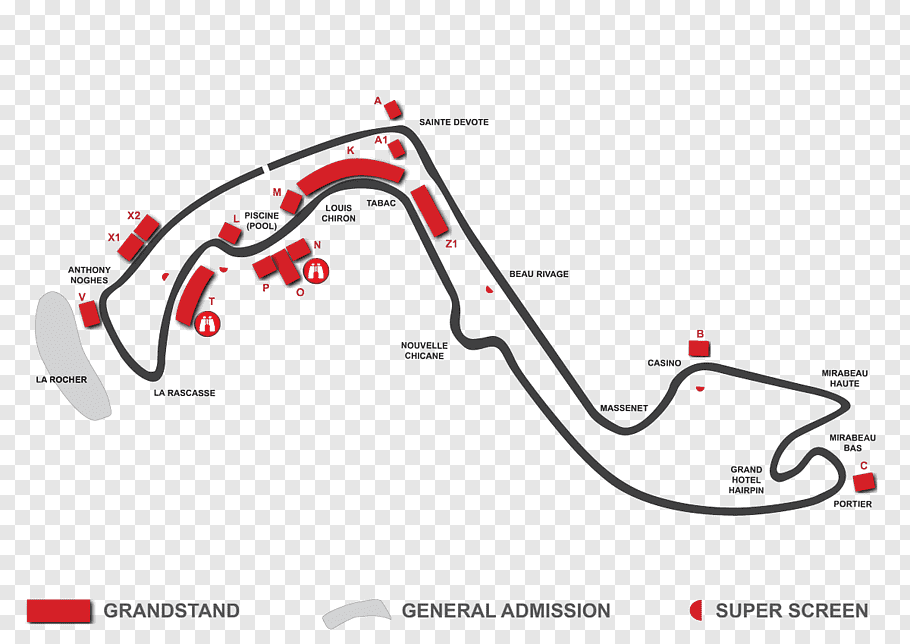 A
SAINTE DEVOTE
A1
K
M
LOUIS
CHIRON
TABAC
X2
X1
L
PISCINE
(POOL)
N
Z1
P
O
ANTHONY
NOGHES
V
T
BEAU RIVAGE
LA ROCHER
LA RASCASSE
NOUVELLE
CHICANE
B
CASINO
MASSENET
MIRABEAU
HAUTE
MIRABEAU
BAS
GRAND
HOTEL
HAIRPIN
C
PORTIER
GRANDSTAND
GENERAL ADMISSION
SUPER SCREEN